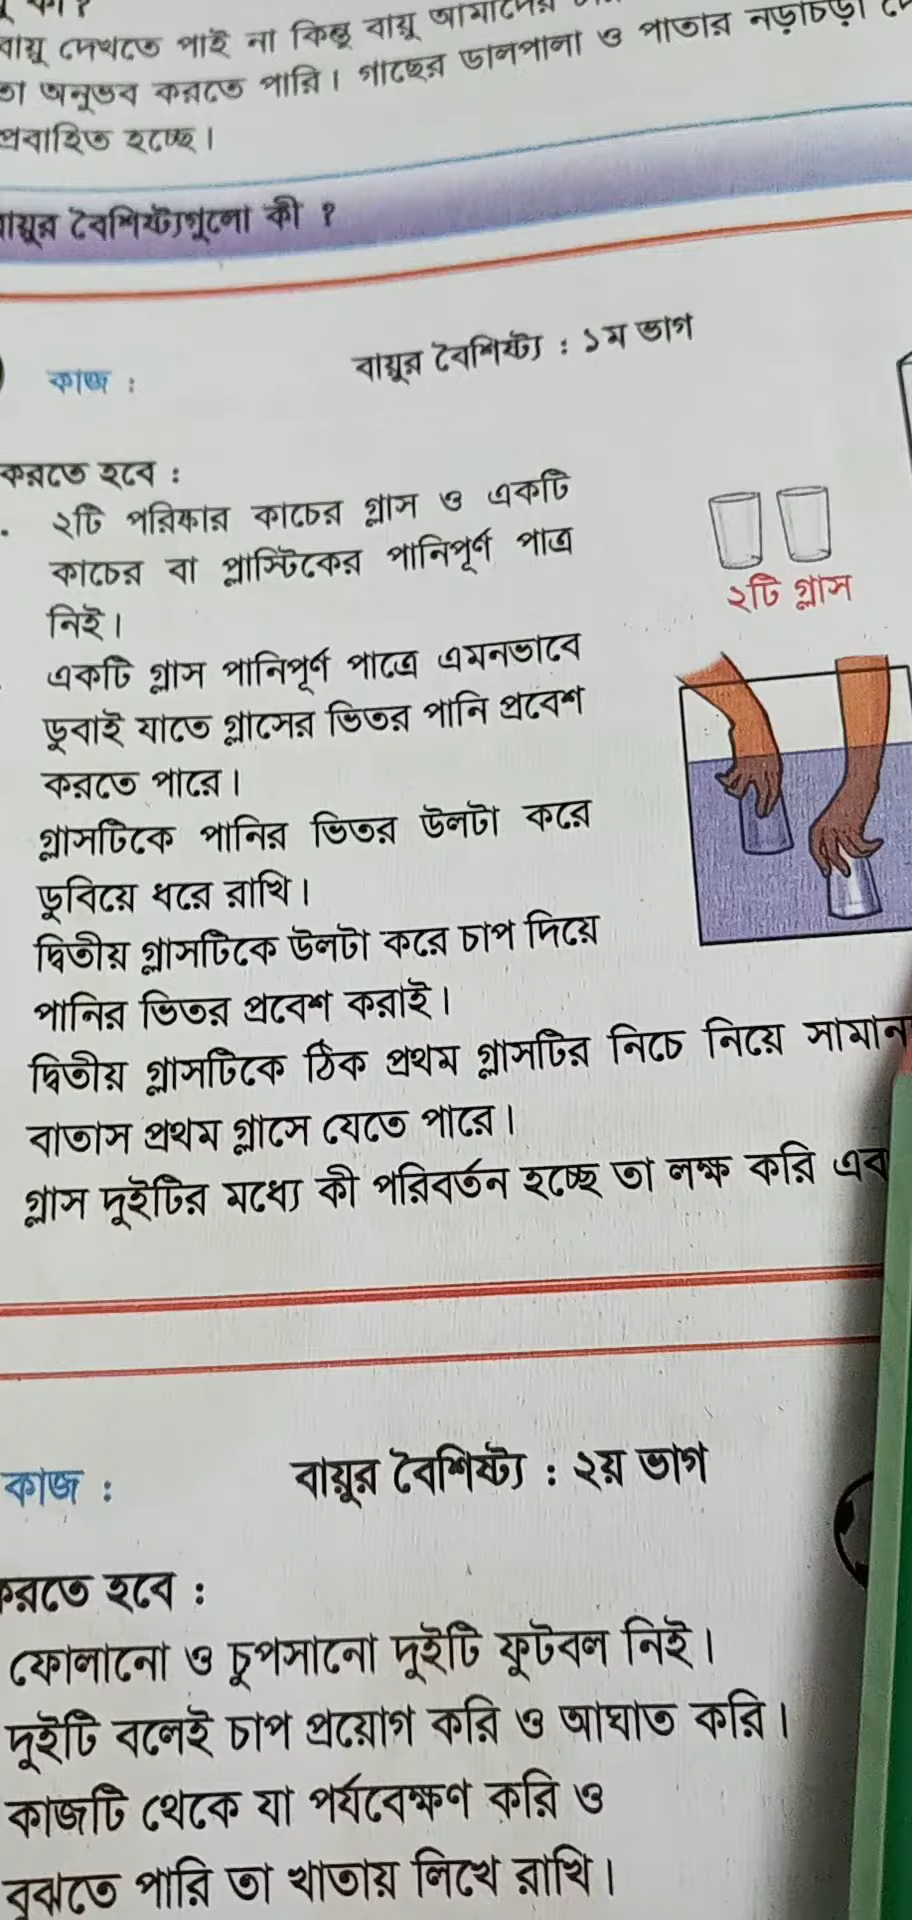 বায়ু দেখতে পাই না কিন্তু বায়ু আমাদের
তা অনুভব করতে পারি। গাছের ডালপালা ও পাতার নড়াচড়া
প্রবাহিত হচ্ছে।
বায়ুর বৈশিষ্ট্যগুলো কী ?
কাজ :
বায়ুর বৈশিষ্ট্য : ১ম ভাগ
করতে হবে :
. ২টি পরিষ্কার কাচের গ্লাস ও একটি
কাচের বা প্লাস্টিকের পানিপূর্ণ পাত্র
নিই।
২টি গ্লাস
একটি গ্লাস পানিপূর্ণ পাত্রে এমনভাবে
ডুবাই যাতে গ্লাসের ভিতর পানি প্রবেশ
করতে পারে।
গ্লাসটিকে পানির ভিতর উলটা করে
ডুবিয়ে ধরে রাখি।
দ্বিতীয় গ্লাসটিকে উলটা করে চাপ দিয়ে
পানির ভিতর প্রবেশ করাই।
দ্বিতীয় গ্লাসটিকে ঠিক প্রথম গ্লাসটির নিচে নিয়ে সামান
বাতাস প্রথম গ্লাসে যেতে পারে।
গ্লাস দুইটির মধ্যে কী পরিবর্তন হচ্ছে তা লক্ষ করি এব
কাজ :
বায়ুর বৈশিষ্ট্য : ২য় ভাগ
করতে হবে :
ফোলানো ও চুপসানো দুইটি ফুটবল নিই।
দুইটি বলেই চাপ প্রয়োগ করি ও আঘাত করি।
কাজটি থেকে যা পর্যবেক্ষণ করি ও
বুঝতে পারি তা খাতায় লিখে রাখি।